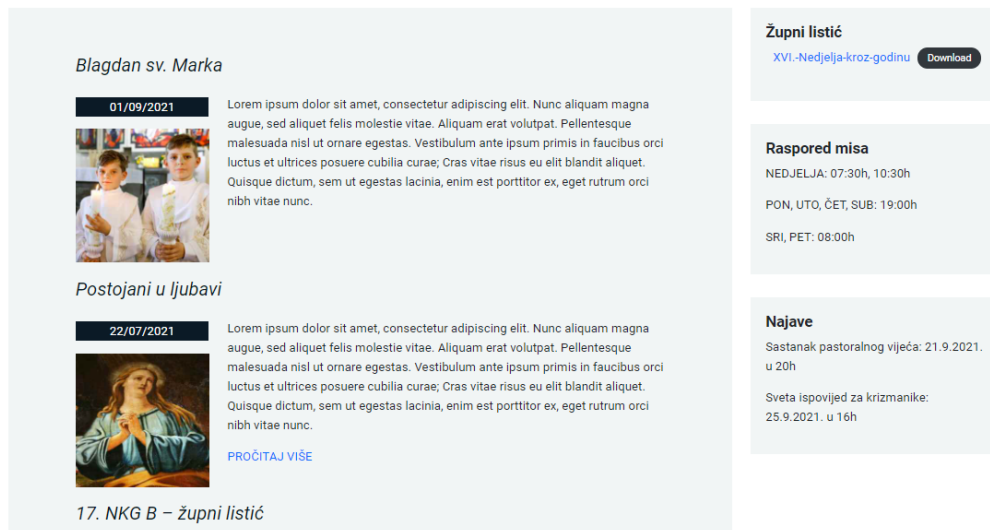 Blagdan sv. Marka
01/09/2021
Lorem ipsum dolor sit amet, consectetur adipiscing elit. Nunc aliquam magna
augue, sed aliquet felis molestie vitae. Aliquam erat volutpat. Pellentesque
malesuada nisl ut ornare egestas. Vestibulum ante ipsum primis in faucibus orci
luctus et ultrices posuere cubilia curae; Cras vitae risus eu elit blandit aliquet.
Quisque dictum, sem ut egestas lacinia, enim est porttitor ex, eget rutrum orci
nibh vitae nunc.
Postojani u ljubavi
22/07/2021
Lorem ipsum dolor sit amet, consectetur adipiscing elit. Nunc aliquam magna
augue, sed aliquet felis molestie vitae. Aliquam erat volutpat. Pellentesque
malesuada nisl ut ornare egestas. Vestibulum ante ipsum primis in faucibus orci
luctus et ultrices posuere cubilia curae; Cras vitae risus eu elit blandit aliquet.
Quisque dictum, sem ut egestas lacinia, enim est porttitor ex, eget rutrum orci
nibh vitae nunc.
PROČITAJ VIŠE
17. NKG B – župni listić
Župni listić
XVI.-Nedjelja-kroz-godinu Download
Raspored misa
NEDJELJA: 07:30h, 10:30h
PON, UTO, ČET, SUB: 19:00h
SRI, PET: 08:00h
Najave
Sastanak pastoralnog vijeća: 21.9.2021.
u 20h
Sveta ispovijed za krizmanike:
25.9.2021. u 16h